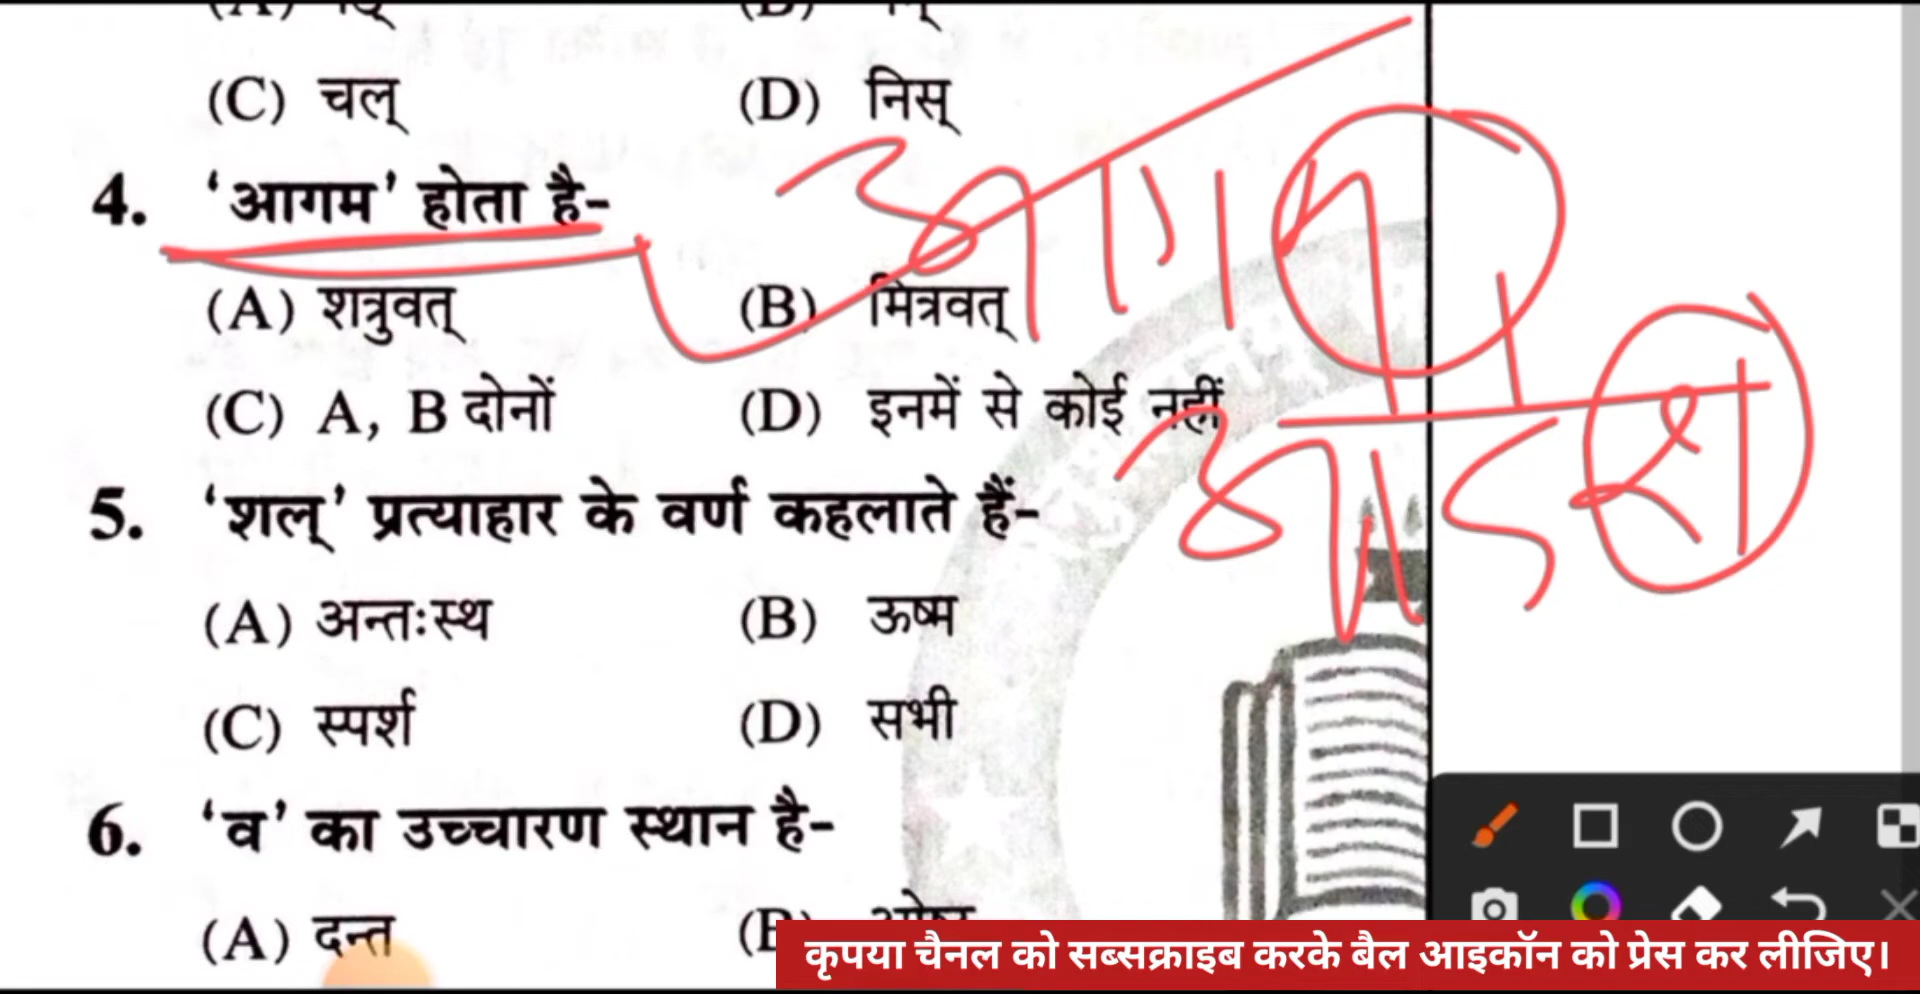 (C) चल् (D) निस्
4. ‘आगम’ होता है-
आगम
(A) शत्रुवत् (B) मित्रवत्
(C) A, B दोनों (D) इनमें से कोई नहीं
5. ‘शल्’ प्रत्याहार के वर्ण कहलाते हैं-
(A) अन्तःस्थ (B) ऊष्म
(C) स्पर्श (D) सभी
6. ‘व’ का उच्चारण स्थान है-
(A) दन्त
कृपया चैनल को सब्सक्राइब करके बैल आइकॉन को प्रेस कर लीजिए।